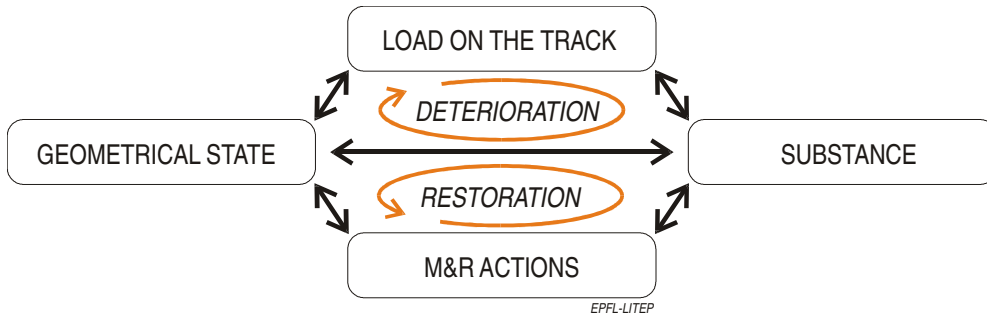 LOAD ON THE TRACK
DETERIORATION
GEOMETRICAL STATE
SUBSTANCE
RESTORATION
M&R ACTIONS
EPFL-LITEP